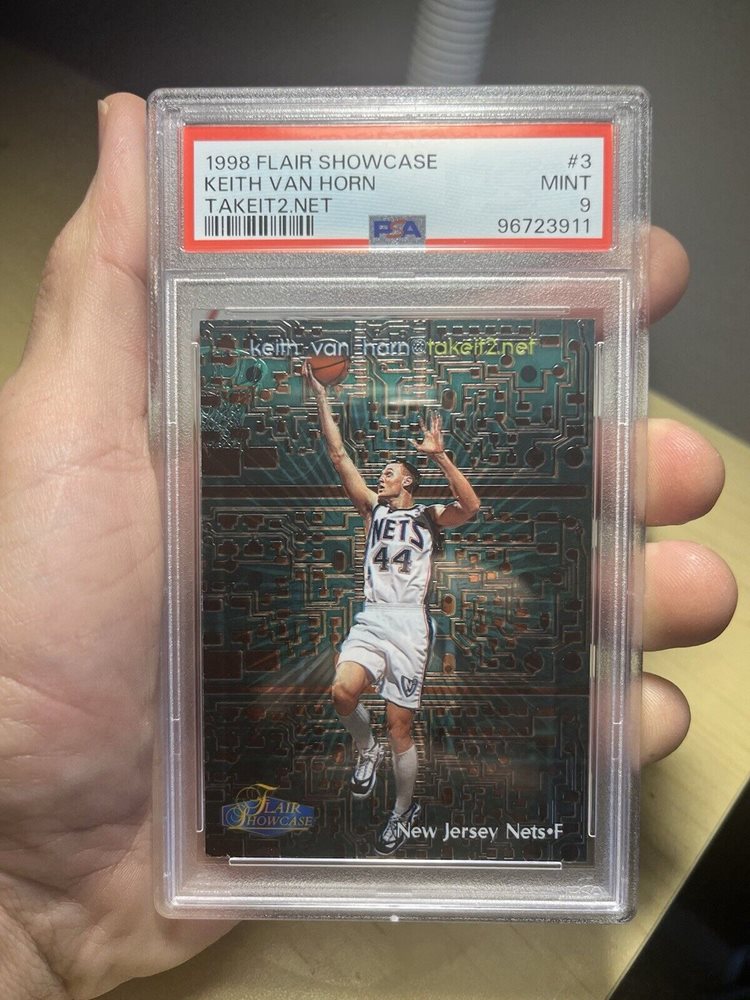 1998 FLAIR SHOWCASE #3
KEITH VAN HORN MINT
TAKEIT2.NET 9
PSA 96723911
keith van horn@takeit2.net
NETS
44
FLAIR
SHOWCASE
New Jersey Nets•F